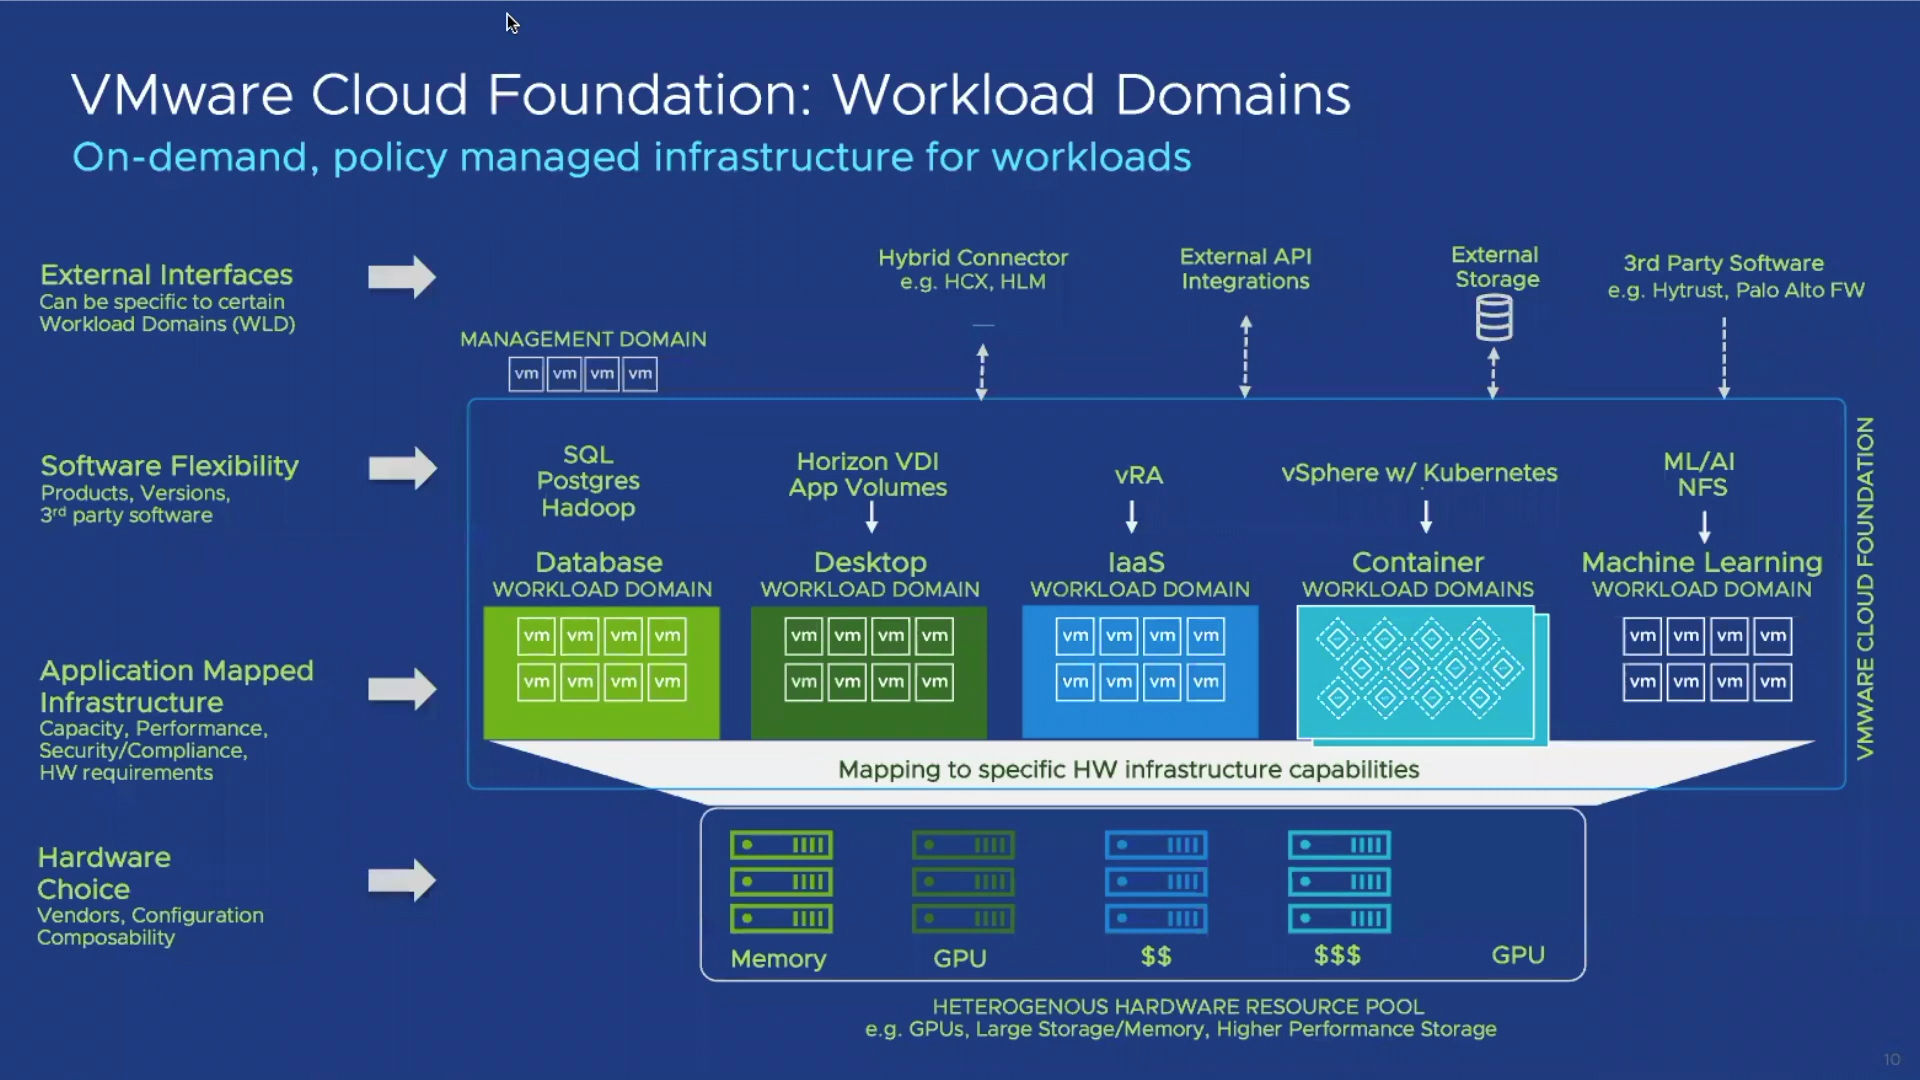 VMware Cloud Foundation: Workload Domains
On-demand, policy managed infrastructure for workloads
External Interfaces
Can be specific to certain
Workload Domains (WLD)
Hybrid Connector
e.g. HCX, HLM
External API
Integrations
External
Storage
3rd Party Software
e.g. Hytrust, Palo Alto FW
MANAGEMENT DOMAIN
vm vm vm vm
Software Flexibility
Products, Versions,
3rd party software
SQL
Postgres
Hadoop
Horizon VDI
App Volumes
vRA
vSphere w/ Kubernetes
ML/AI
NFS
Database
WORKLOAD DOMAIN
Desktop
WORKLOAD DOMAIN
IaaS
WORKLOAD DOMAIN
Container
WORKLOAD DOMAINS
Machine Learning
WORKLOAD DOMAIN
VMWARE CLOUD FOUNDATION
Application Mapped
Infrastructure
Capacity, Performance,
Security/Compliance,
HW requirements
vm vm vm vm
vm vm vm vm
vm vm vm vm
vm vm vm vm
vm vm vm vm
vm vm vm vm
vm vm vm vm
vm vm vm vm
Mapping to specific HW infrastructure capabilities
Hardware
Choice
Vendors, Configuration
Composability
Memory
GPU
$$
$$$
GPU
HETEROGENOUS HARDWARE RESOURCE POOL
e.g. GPUs, Large Storage/Memory, Higher Performance Storage
10